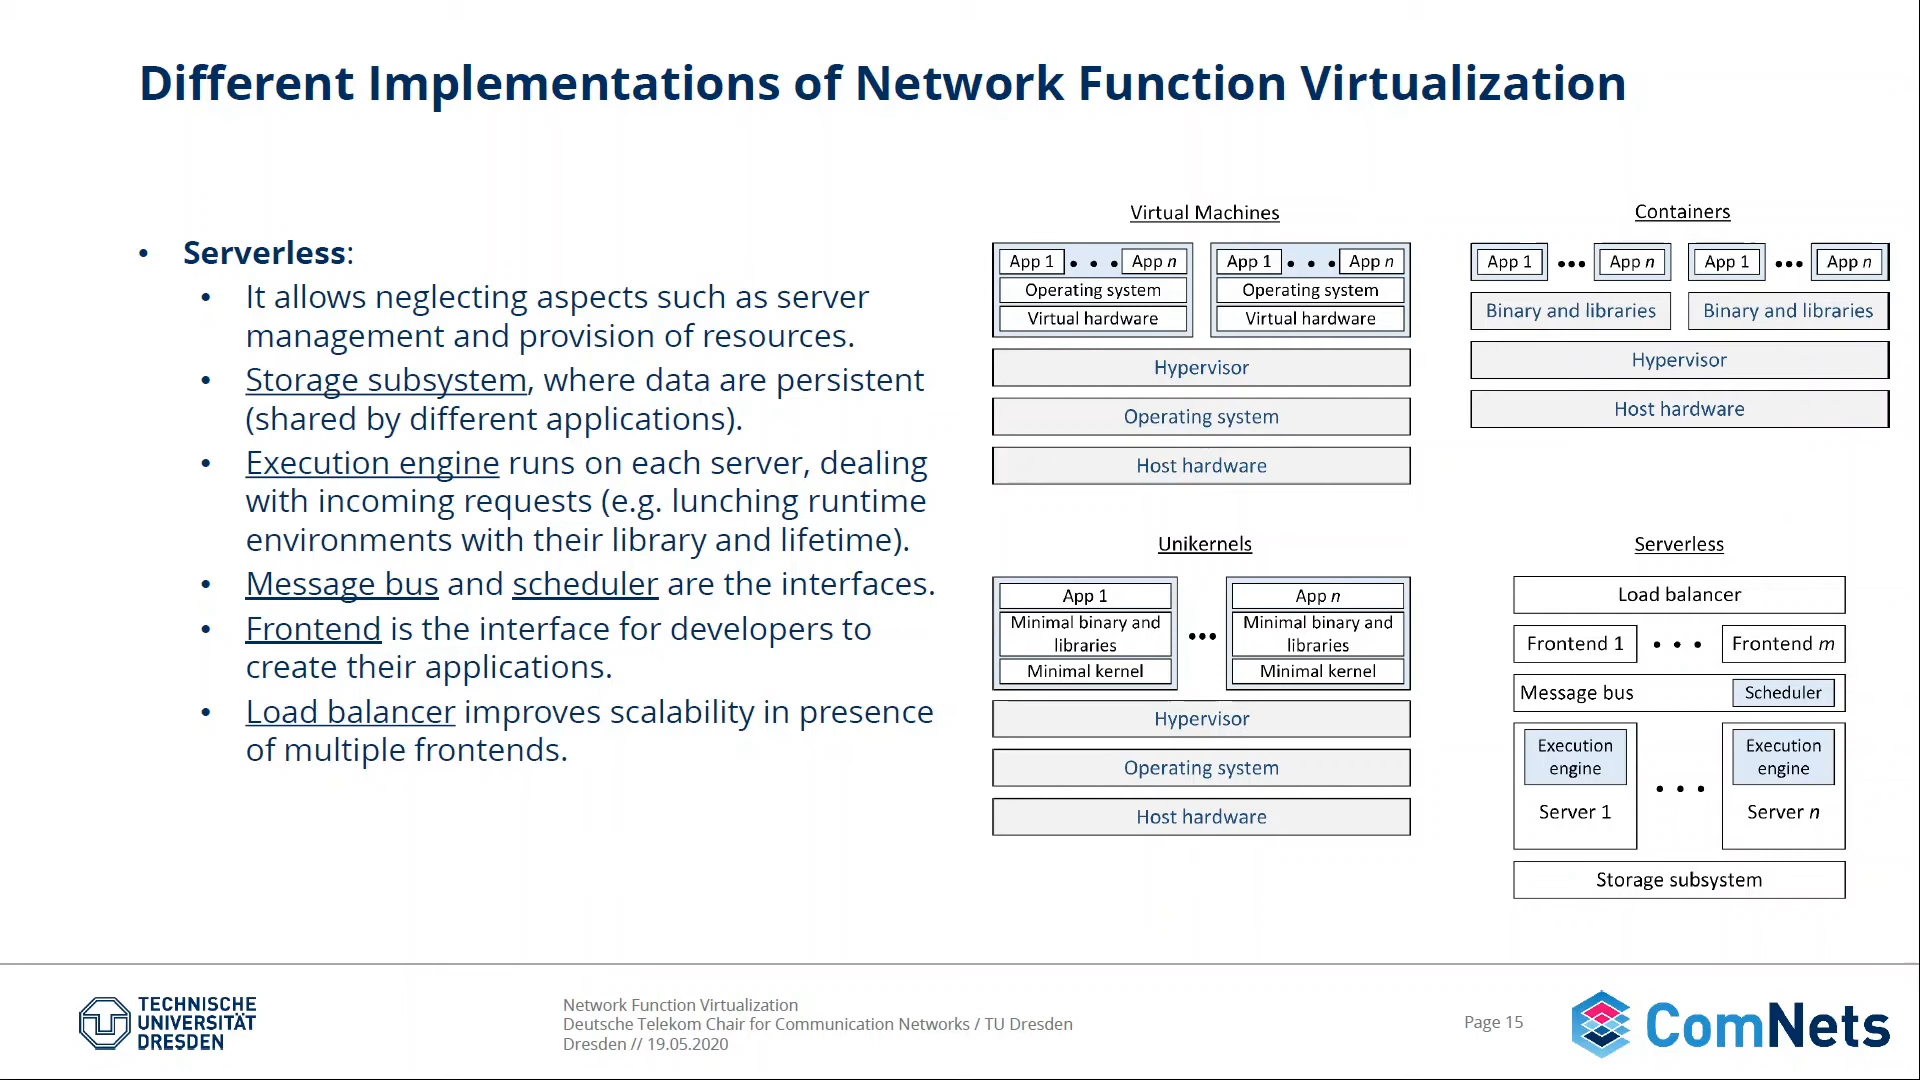 Different Implementations of Network Function Virtualization
• Serverless:
• It allows neglecting aspects such as server
management and provision of resources.
• Storage subsystem, where data are persistent
(shared by different applications).
• Execution engine runs on each server, dealing
with incoming requests (e.g. lunching runtime
environments with their library and lifetime).
• Message bus and scheduler are the interfaces.
• Frontend is the interface for developers to
create their applications.
• Load balancer improves scalability in presence
of multiple frontends.
Virtual Machines
App 1 • • • App n App 1 • • • App n
Operating system Operating system
Virtual hardware Virtual hardware
Hypervisor
Operating system
Host hardware
Containers
App 1 ••• App n App 1 ••• App n
Binary and libraries Binary and libraries
Hypervisor
Host hardware
Unikernels
App 1 App n
Minimal binary and Minimal binary and
libraries ••• libraries
Minimal kernel Minimal kernel
Hypervisor
Operating system
Host hardware
Serverless
Load balancer
Frontend 1 • • • Frontend m
Message bus Scheduler
Execution Execution
engine engine
• • •
Server 1 Server n
Storage subsystem
TECHNISCHE
UNIVERSITÄT
DRESDEN
Network Function Virtualization
Deutsche Telekom Chair for Communication Networks / TU Dresden
Dresden // 19.05.2020
Page 15
ComNets